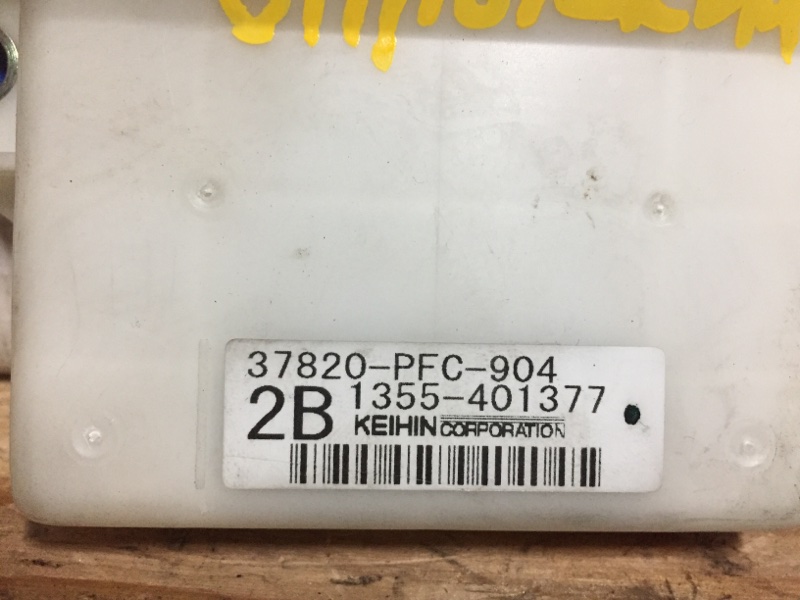 37820-PFC-904
2B 1355-401377
KEIHIN CORPORATION